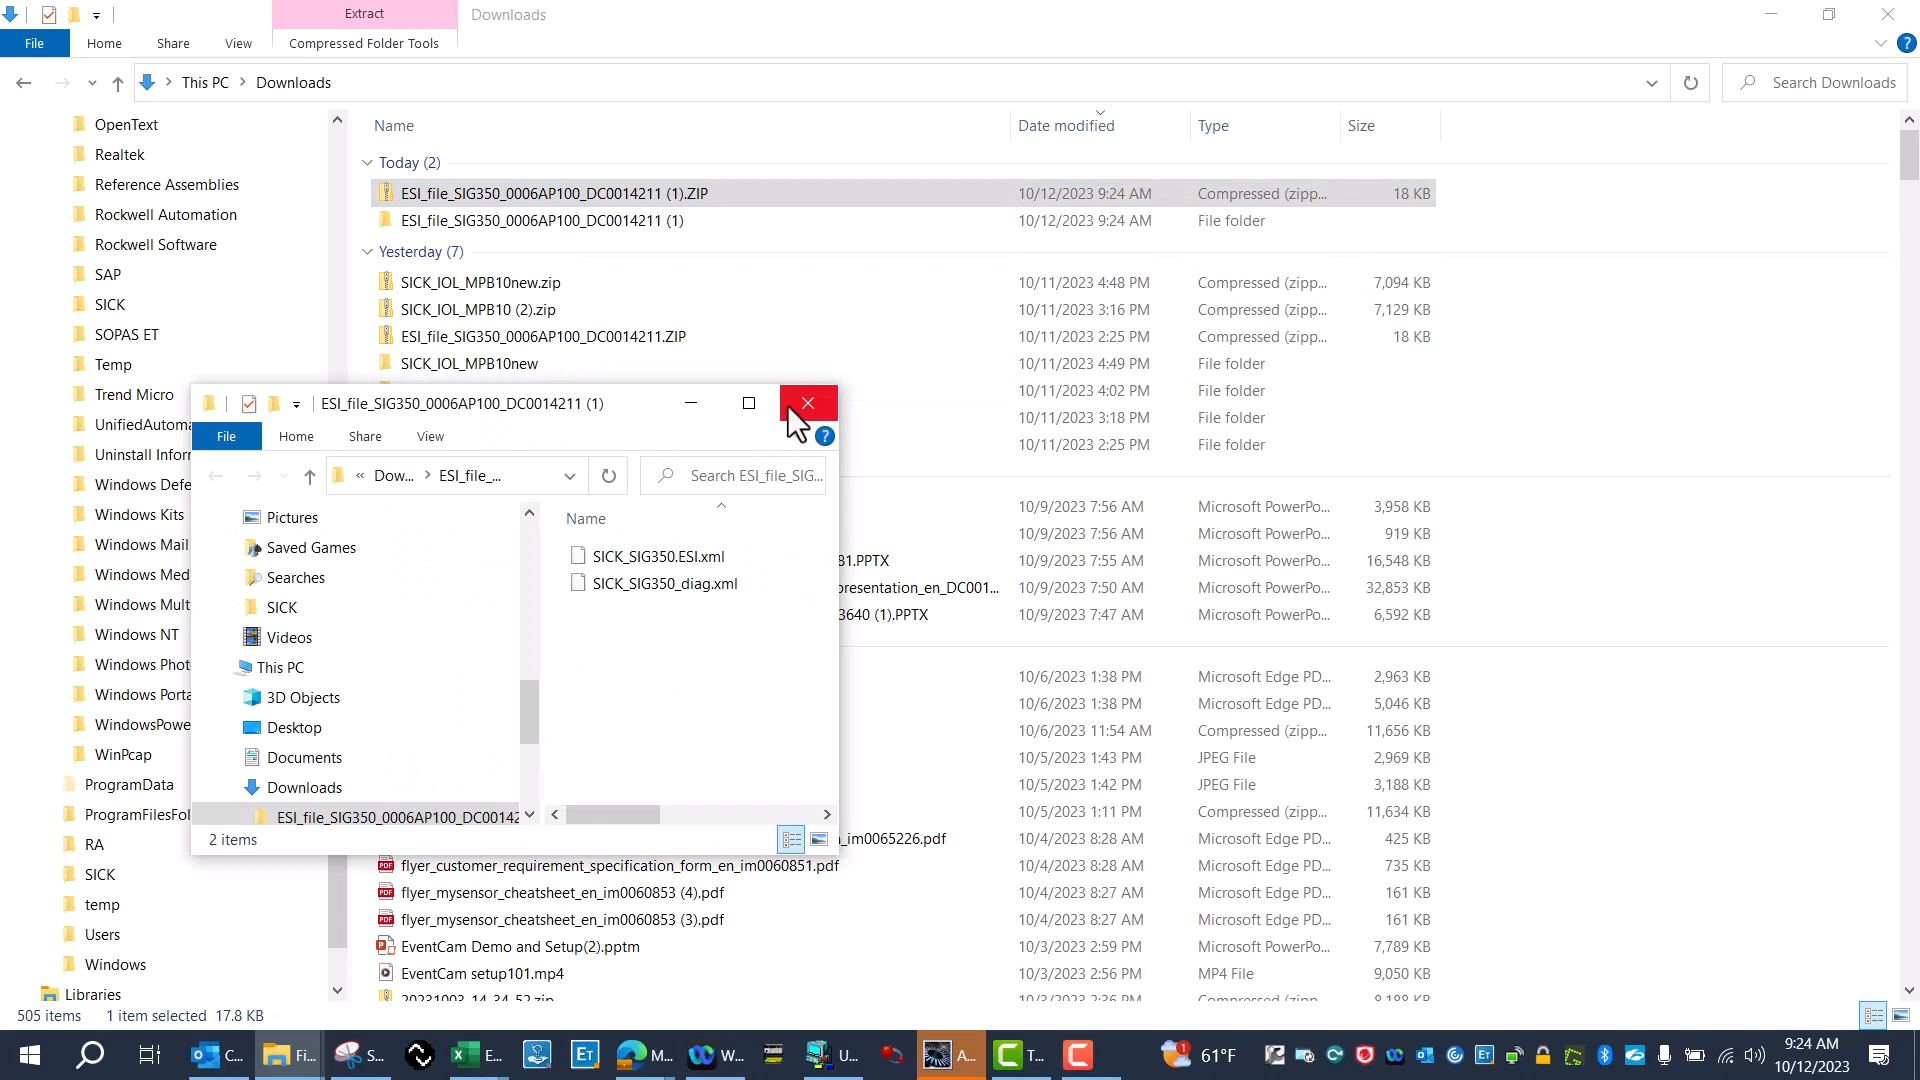 Extract
Downloads
File
Home
Share
View
Compressed Folder Tools
?
This PC
Downloads
Search Downloads
OpenText
Realtek
Reference Assemblies
Rockwell Automation
Rockwell Software
SAP
SICK
SOPAS ET
Temp
Trend Micro
Uninstall Infor
Windows Defe
Windows Kits
Windows Mail
Windows Med
Windows Mult
Windows NT
Windows Phot
Windows Porta
WindowsPowe
WinPcap
ProgramData
ProgramFilesFol
RA
SICK
temp
Users
Windows
Libraries
Name Date modified Type Size
Today (2)
ESI_file_SIG350_0006AP100_DC0014211 (1).ZIP 10/12/2023 9:24 AM Compressed (zipp... 18 KB
ESI_file_SIG350_0006AP100_DC0014211 (1) 10/12/2023 9:24 AM File folder
Yesterday (7)
SICK_IOL_MPB10new.zip 10/11/2023 4:48 PM Compressed (zipp... 7,094 KB
SICK_IOL_MPB10 (2).zip 10/11/2023 3:16 PM Compressed (zipp... 7,129 KB
ESI_file_SIG350_0006AP100_DC0014211.ZIP 10/11/2023 2:25 PM Compressed (zipp... 18 KB
SICK_IOL_MPB10new 10/11/2023 4:49 PM File folder
10/11/2023 4:02 PM File folder
10/11/2023 3:18 PM File folder
10/11/2023 2:25 PM File folder
10/9/2023 7:56 AM Microsoft PowerPo... 3,958 KB
10/9/2023 7:56 AM Microsoft PowerPo... 919 KB
81.PPTX 10/9/2023 7:55 AM Microsoft PowerPo... 16,548 KB
presentation_en_DC001... 10/9/2023 7:50 AM Microsoft PowerPo... 32,853 KB
3640 (1).PPTX 10/9/2023 7:47 AM Microsoft PowerPo... 6,592 KB
10/6/2023 1:38 PM Microsoft Edge PD... 2,963 KB
10/6/2023 1:38 PM Microsoft Edge PD... 5,046 KB
10/6/2023 11:54 AM Compressed (zipp... 11,656 KB
10/5/2023 1:43 PM JPEG File 2,969 KB
10/5/2023 1:42 PM JPEG File 3,188 KB
10/5/2023 1:11 PM Compressed (zipp... 11,634 KB
_im0065226.pdf 10/4/2023 8:28 AM Microsoft Edge PD... 425 KB
flyer_customer_requirement_specification_form_en_im0060851.pdf 10/4/2023 8:28 AM Microsoft Edge PD... 735 KB
flyer_mysensor_cheatsheet_en_im0060853 (4).pdf 10/4/2023 8:27 AM Microsoft Edge PD... 161 KB
flyer_mysensor_cheatsheet_en_im0060853 (3).pdf 10/4/2023 8:27 AM Microsoft Edge PD... 161 KB
EventCam Demo and Setup(2).pptm 10/3/2023 2:59 PM Microsoft PowerPo... 7,789 KB
EventCam setup101.mp4 10/3/2023 2:56 PM MP4 File 9,050 KB
20231003_14_34_52.zip 10/3/2023 2:36 PM Compressed (zipp... 8,188 KB
ESI_file_SIG350_0006AP100_DC0014211 (1)
File
Home
Share
View
?
« Dow...
ESI_file_...
Search ESI_file_SIG...
Pictures
Saved Games
Searches
SICK
Videos
This PC
3D Objects
Desktop
Documents
Downloads
ESI_file_SIG350_0006AP100_DC00142
Name
SICK_SIG350.ESI.xml
SICK_SIG350_diag.xml
2 items
505 items 1 item selected 17.8 KB
C...
Fi...
S...
E...
ET
M...
W...
U...
A...
T...
61°F
9:24 AM
10/12/2023